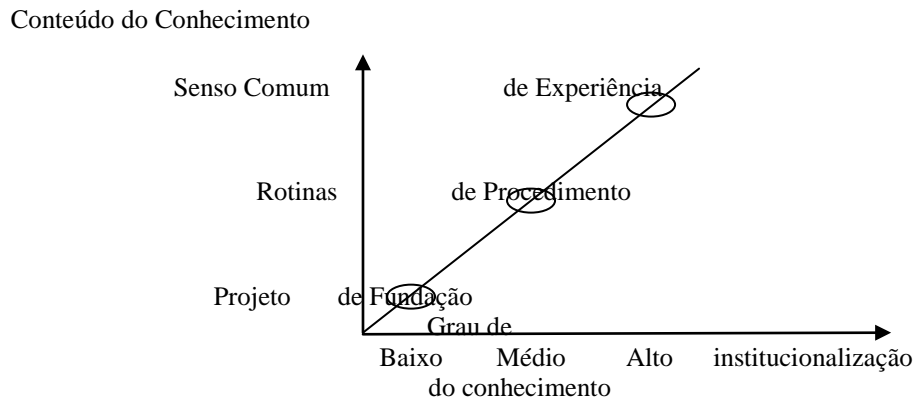 Conteúdo do Conhecimento
Senso Comum de Experiência
Rotinas de Procedimento
Projeto de Fundação
Grau de
Baixo Médio Alto institucionalização
do conhecimento